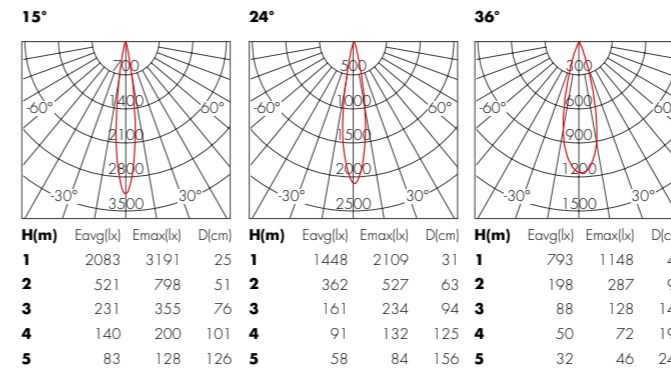 15° 24° 36°
700 500 300
1400 1000 600
-60° 60° -60° 60° -60°
2100 1500 900
2800 2000 1200
-30° 30° -30° 30° -30° 30°
3500 2500 1500
H(m) Eavg(lx) Emax(lx) D(cm) H(m) Eavg(lx) Emax(lx) D(cm) H(m) Eavg(lx) Emax(lx)
1 2083 3191 25 1 1448 2109 31 1 793 1148
2 521 798 51 2 362 527 63 2 198 287
3 231 355 76 3 161 234 94 3 88 128
4 140 200 101 4 91 132 125 4 50 72
5 83 128 126 5 58 84 156 5 32 46